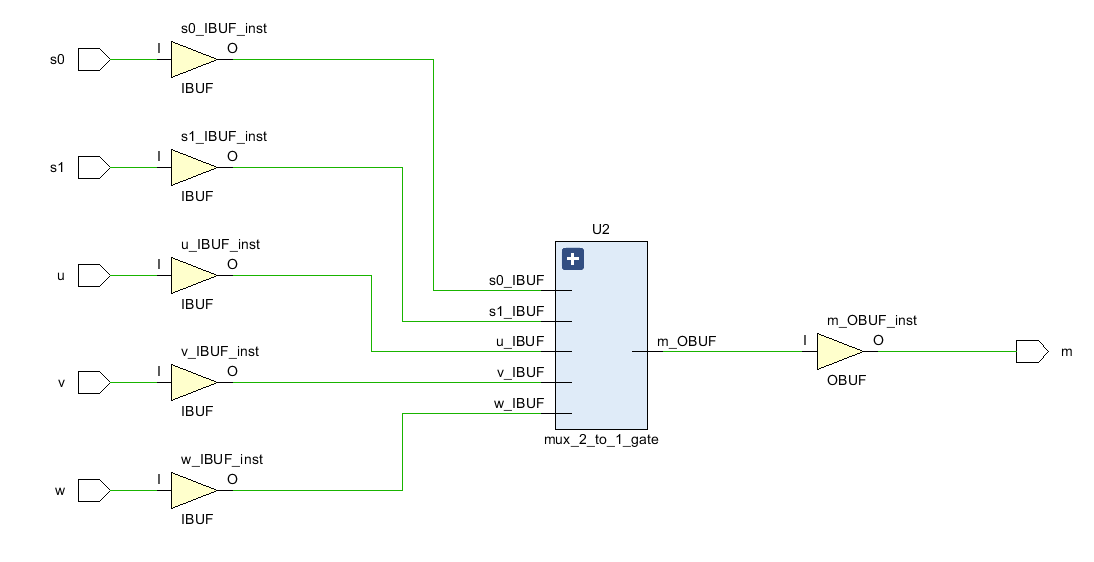 s0_IBUF_inst
s0
I
O
IBUF
s1_IBUF_inst
s1
I
O
IBUF
u_IBUF_inst
u
I
O
IBUF
v_IBUF_inst
v
I
O
IBUF
w_IBUF_inst
w
I
O
IBUF
U2
s0_IBUF
s1_IBUF
u_IBUF
v_IBUF
w_IBUF
m_OBUF
mux_2_to_1_gate
m_OBUF_inst
I
O
OBUF
m